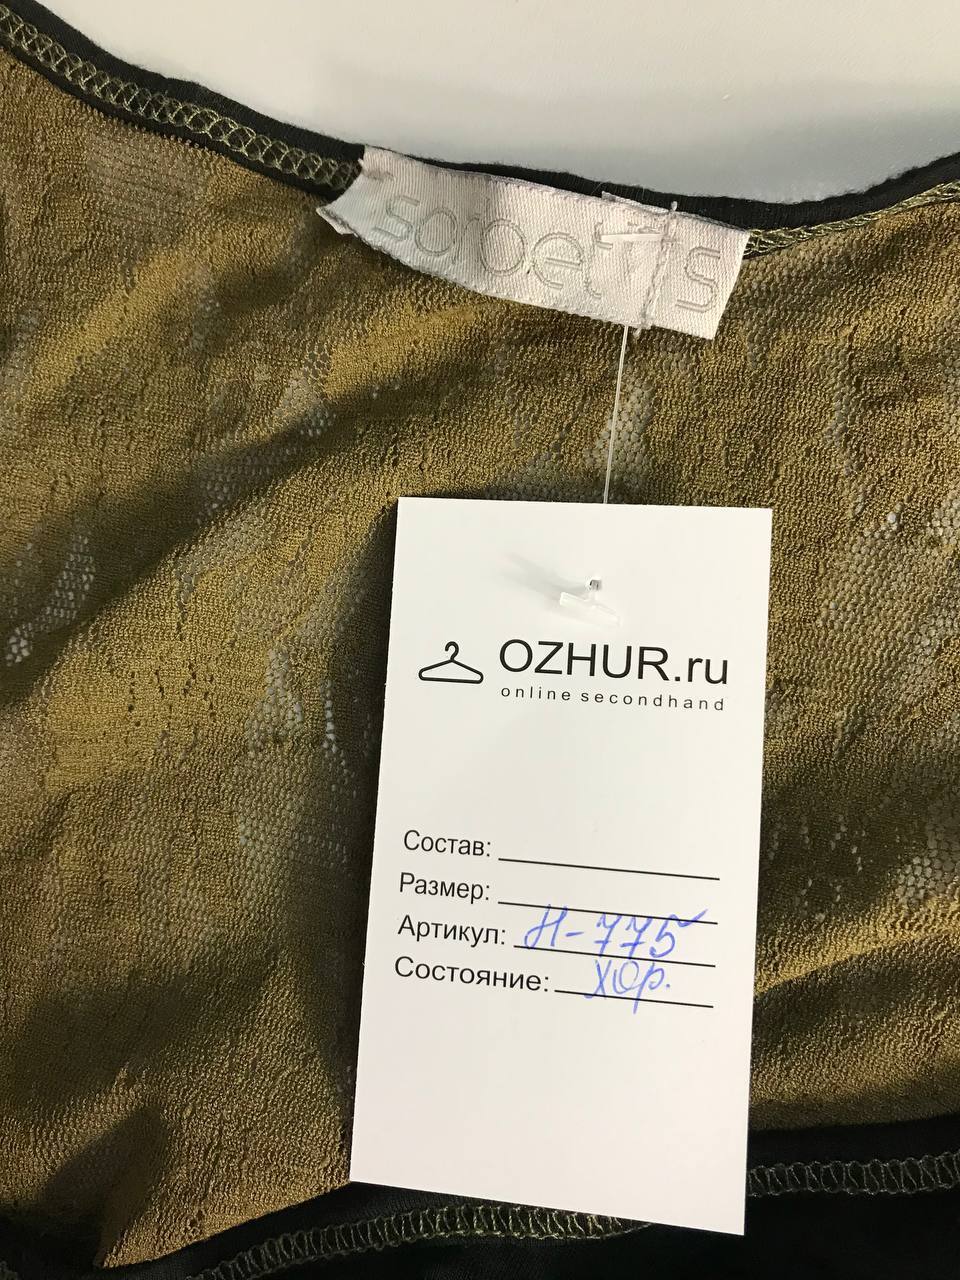 sorbet S
OZHUR.ru
online secondhand
Состав:
Размер:
Артикул: Н-775
Состояние: хор.